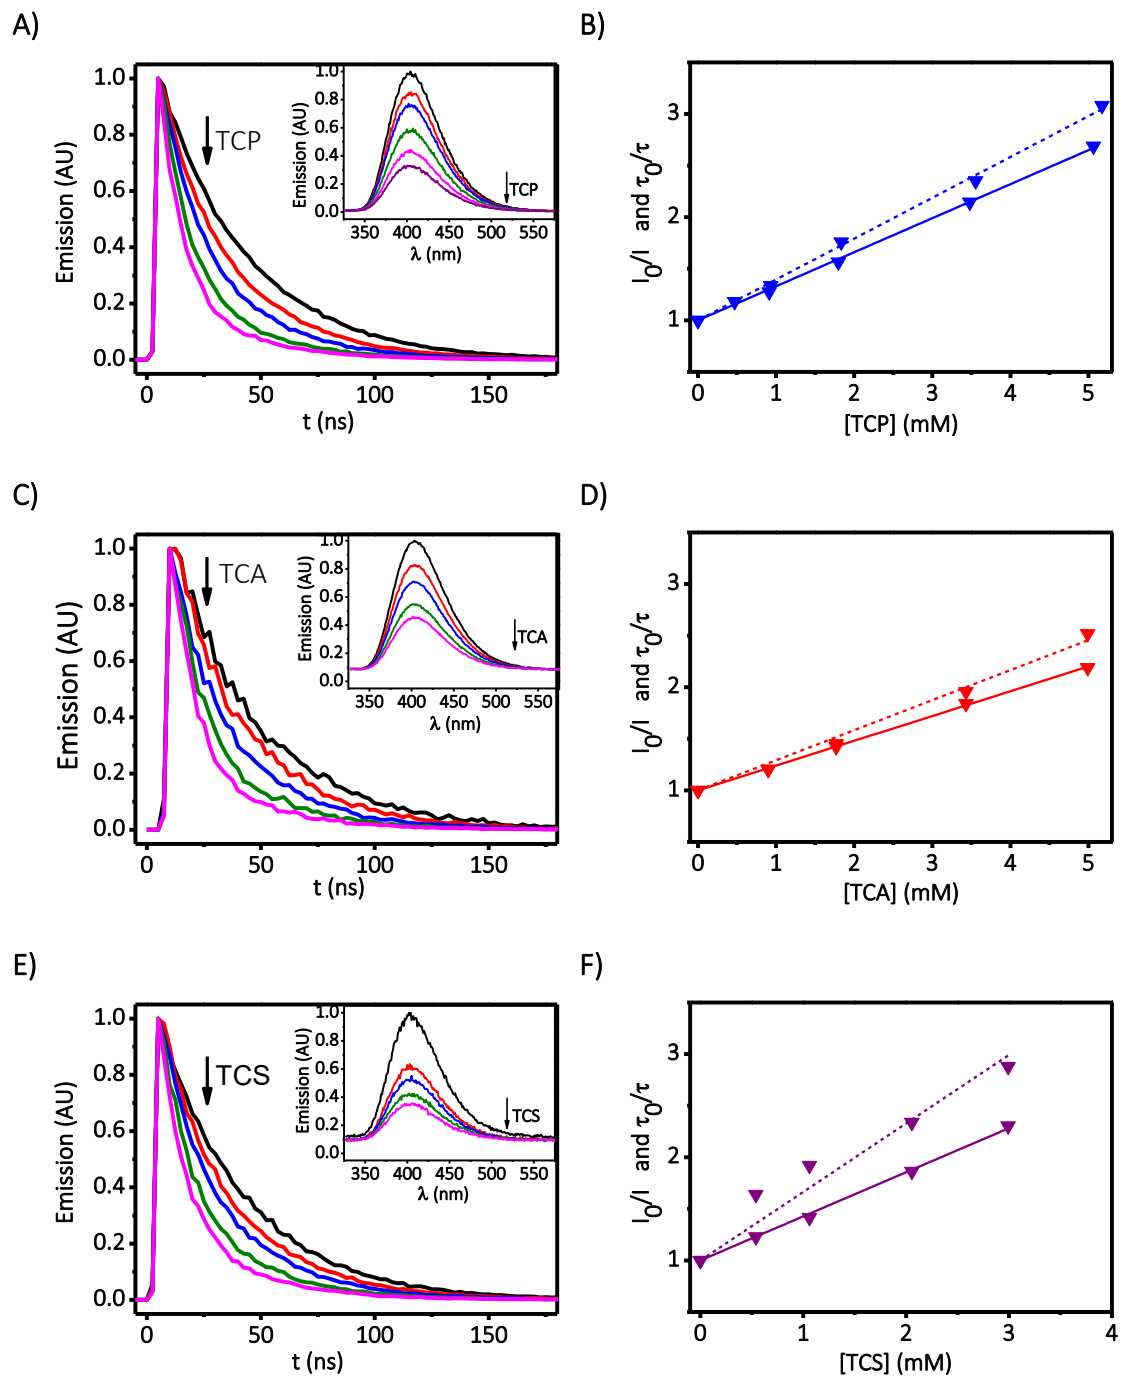 A)
Emission (AU)
1.0
0.8
0.6
0.4
0.2
0.0
TCP
0
50
100
150
t (ns)
Emission (AU)
1.0
0.8
0.6
0.4
0.2
0.0
TCP
350
400
450
500
550
λ (nm)
B)
I0/I and τ0/τ
3
2
1
0
1
2
3
4
5
[TCP] (mM)
C)
Emission (AU)
1.0
0.8
0.6
0.4
0.2
0.0
TCA
0
50
100
150
t (ns)
Emission (AU)
1.0
0.8
0.6
0.4
0.2
0.0
TCA
350
400
450
500
550
λ (nm)
D)
I0/I and τ0/τ
3
2
1
0
1
2
3
4
5
[TCA] (mM)
E)
Emission (AU)
1.0
0.8
0.6
0.4
0.2
0.0
TCS
0
50
100
150
t (ns)
Emission (AU)
1.0
0.8
0.6
0.4
0.2
0.0
TCS
350
400
450
500
550
λ (nm)
F)
I0/I and τ0/τ
3
2
1
0
1
2
3
4
[TCS] (mM)